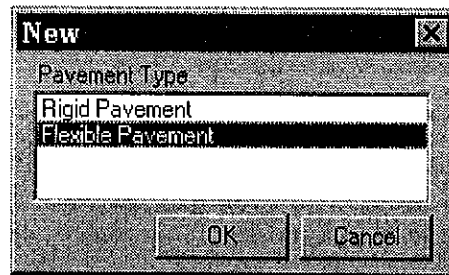 New
Pavement Type
Rigid Pavement
Flexible Pavement
OK Cancel